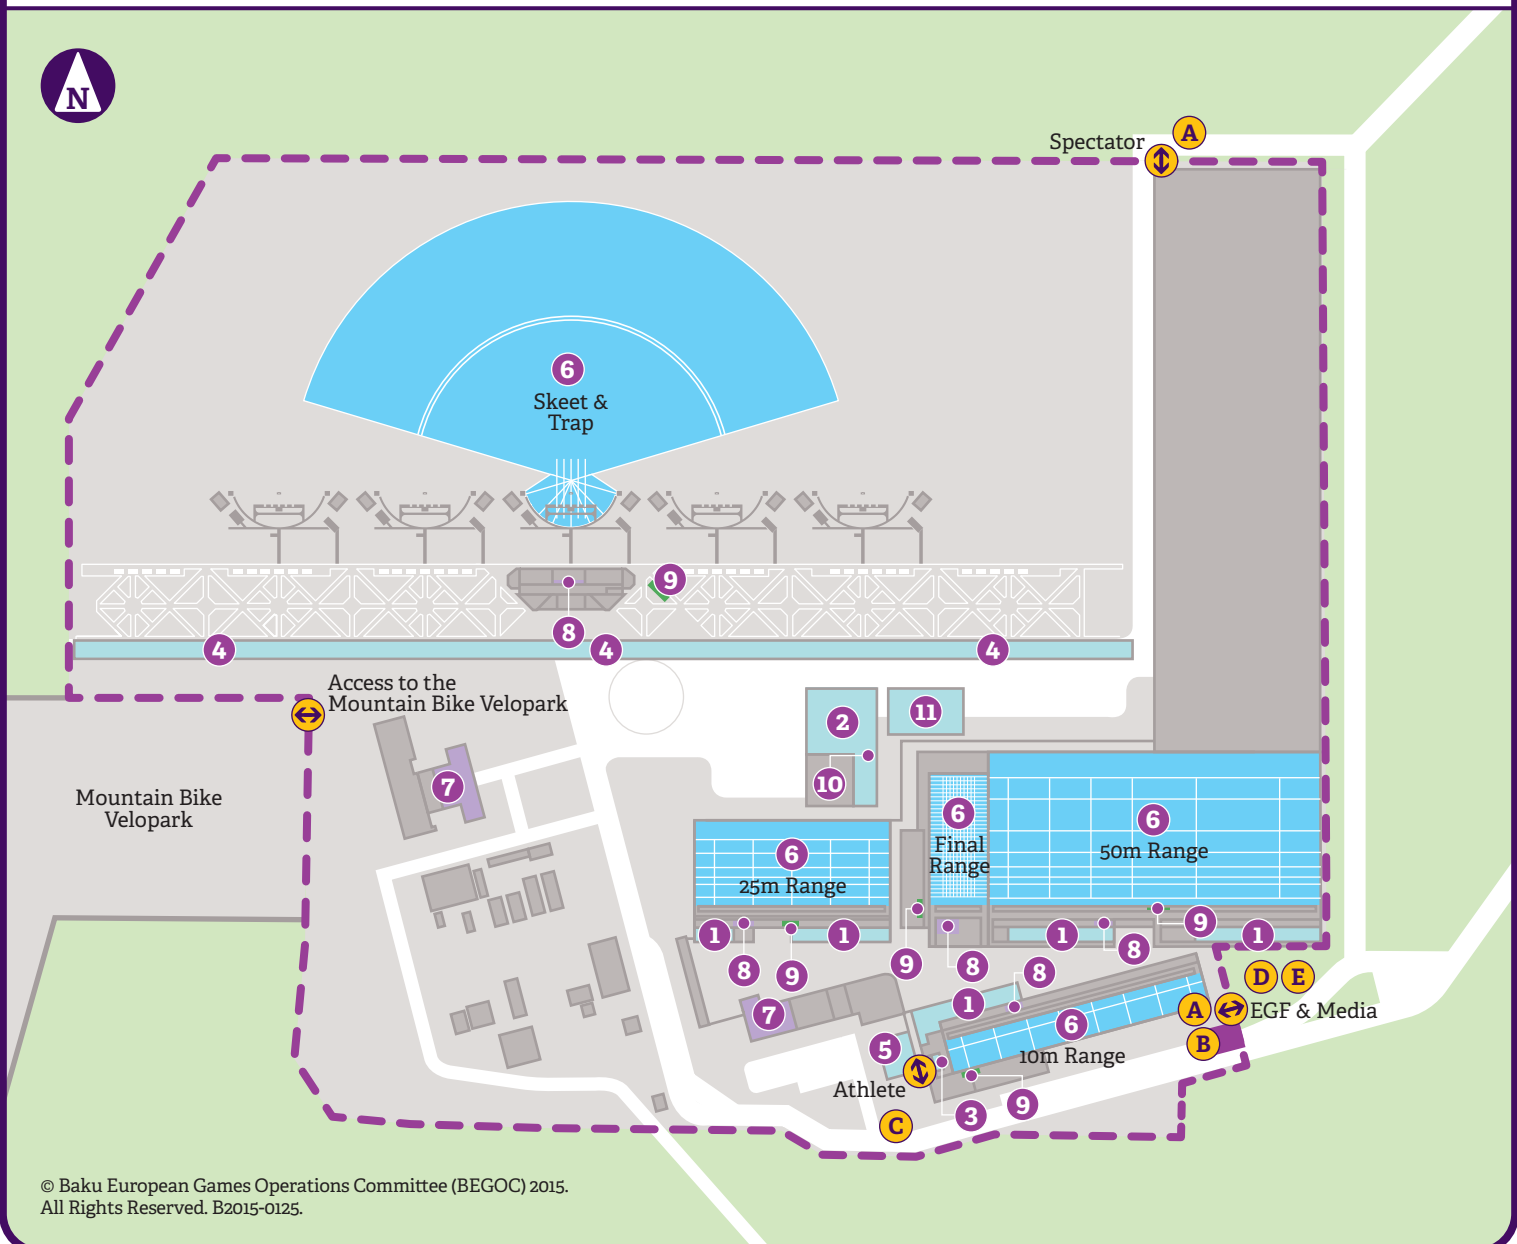 N
A
Spectator
6
Skeet &
Trap
9
8
4
4
4
Access to the
Mountain Bike Velopark
2
11
10
7
Mountain Bike
Velopark
6
25m Range
6
Final
Range
6
50m Range
1
1
1
9
1
8
9
9
8
8
8
1
7
D
E
A
EGF & Media
B
6
10m Range
5
Athlete
C
3
9
© Baku European Games Operations Committee (BEGOC) 2015.
All Rights Reserved. B2015-0125.